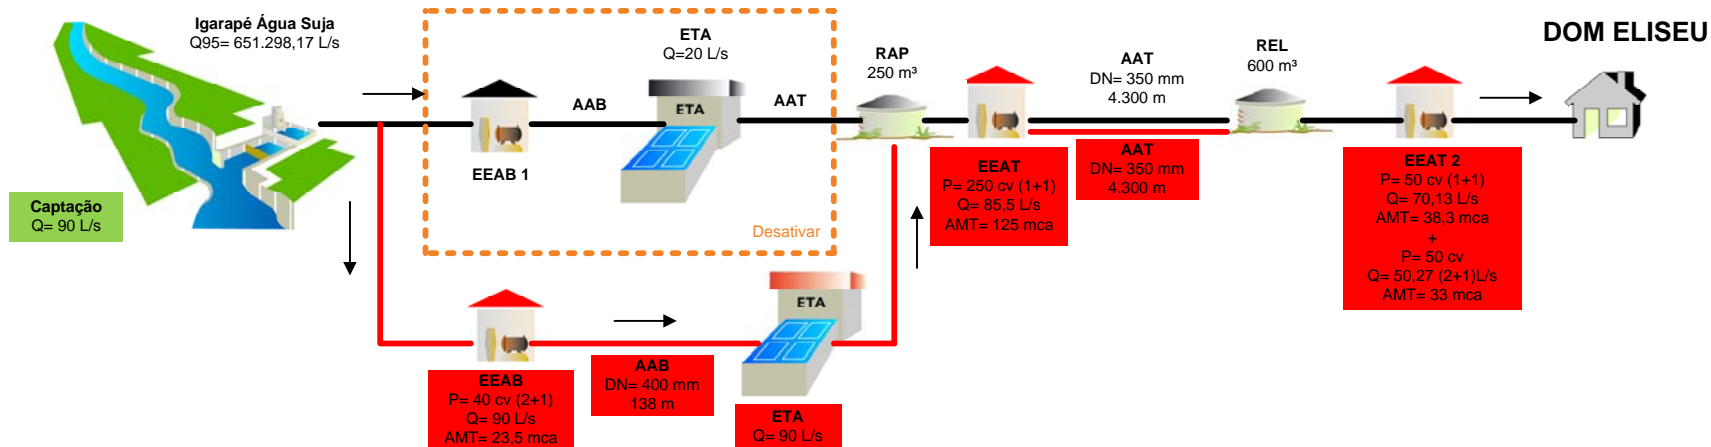 Igarapé Água Suja
Q95= 651.298,17 L/s
Captação
Q= 90 L/s
EEAB 1
AAB
ETA
Q=20 L/s
ETA
AAT
Desativar
RAP
250 m³
EEAT
P= 250 cv (1+1)
Q= 85,5 L/s
AMT= 125 mca
AAT
DN= 350 mm
4.300 m
AAT
DN= 350 mm
4.300 m
REL
600 m³
EEAT 2
P= 50 cv (1+1)
Q= 70,13 L/s
AMT= 38,3 mca
+
P= 50 cv
Q= 50,27 (2+1)L/s
AMT= 33 mca
DOM ELISEU
EEAB
P= 40 cv (2+1)
Q= 90 L/s
AMT= 23,5 mca
AAB
DN= 400 mm
138 m
ETA
ETA
Q= 90 L/s